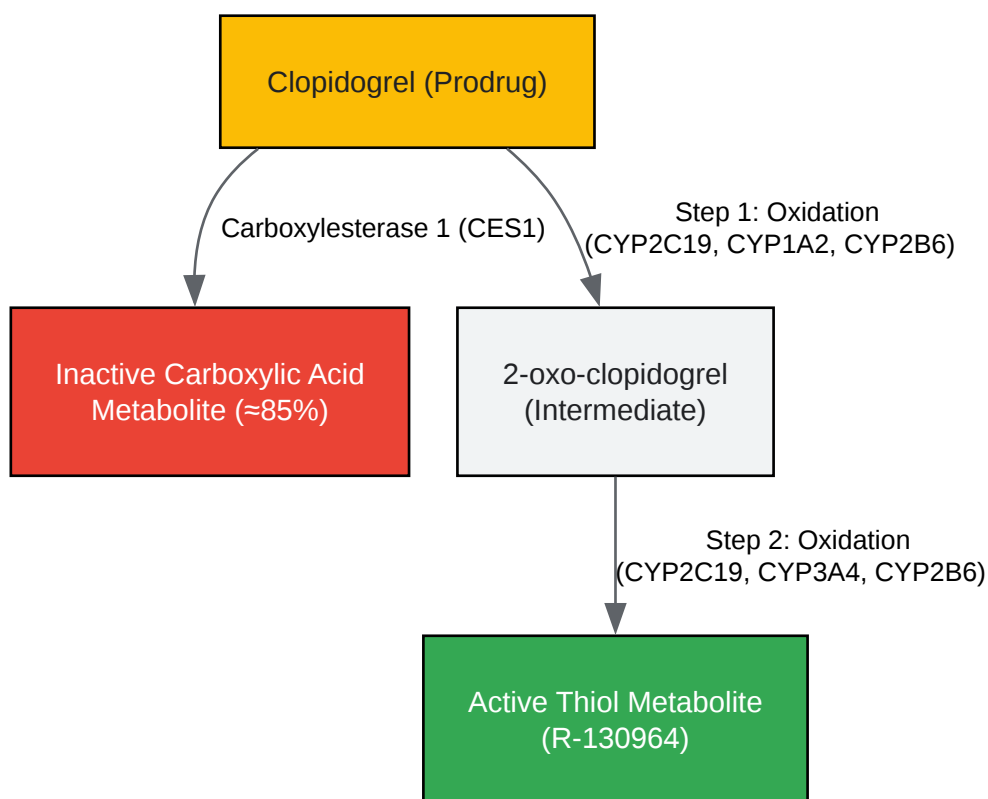 Clopidogrel (Prodrug)
Carboxylesterase 1 (CES1)
Step 1: Oxidation
(CYP2C19, CYP1A2, CYP2B6)
Inactive Carboxylic Acid
Metabolite (≈85%)
2-oxo-clopidogrel
(Intermediate)
Step 2: Oxidation
(CYP2C19, CYP3A4, CYP2B6)
Active Thiol Metabolite
(R-130964)